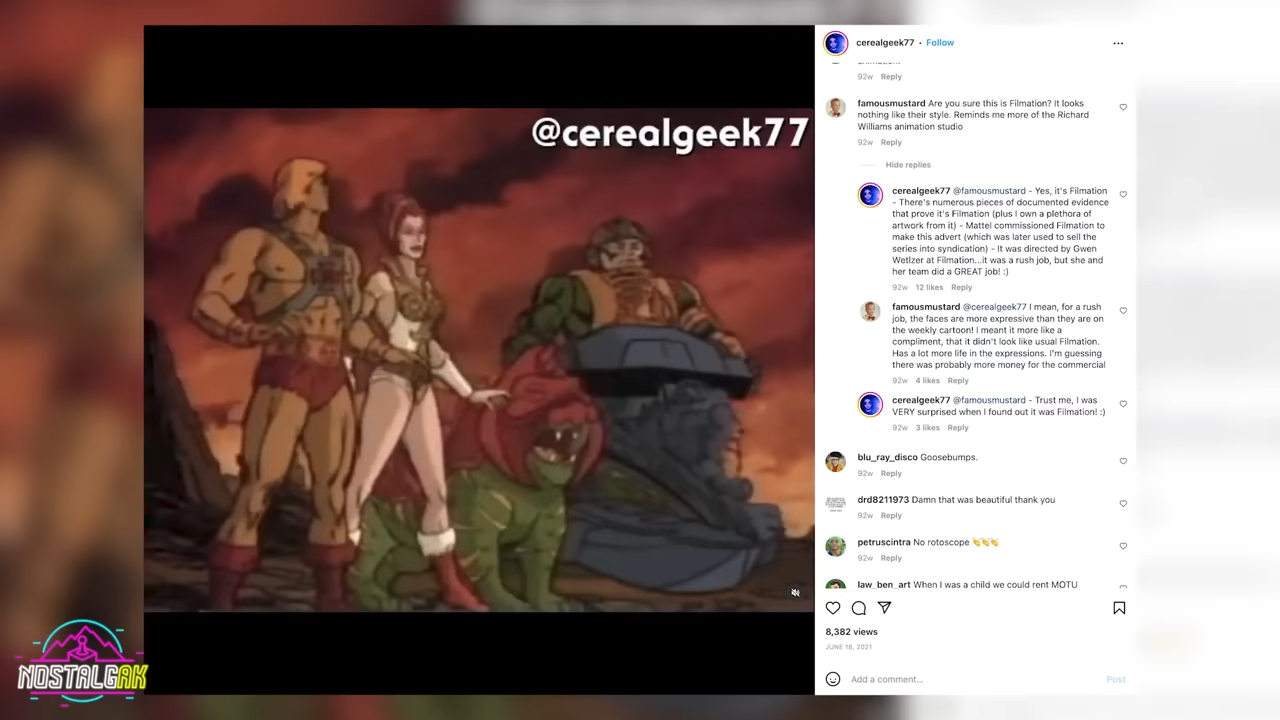 @cerealgeek77
cerealgeek77 · Follow
92w Reply
famousmustard Are you sure this is Filmation? It looks
nothing like their style. Reminds me more of the Richard
Williams animation studio
92w Reply
Hide replies
cerealgeek77 @famousmustard - Yes, it's Filmation
- There's numerous pieces of documented evidence
that prove it's Filmation (plus I own a plethora of
artwork from it) - Mattel commissioned Filmation to
make this advert (which was later used to sell the
series into syndication) - It was directed by Gwen
Wetlzer at Filmation...it was a rush job, but she and
her team did a GREAT job! :)
92w 12 likes Reply
famousmustard @cerealgeek77 I mean, for a rush
job, the faces are more expressive than they are on
the weekly cartoon! I meant it more like a
compliment, that it didn't look like usual Filmation.
Has a lot more life in the expressions. I'm guessing
there was probably more money for the commercial
92w 4 likes Reply
cerealgeek77 @famousmustard - Trust me, I was
VERY surprised when I found out it was Filmation! :)
92w 3 likes Reply
blu_ray_disco Goosebumps.
92w Reply
drd8211973 Damn that was beautiful thank you
92w Reply
petruscintra No rotoscope 👏👏👏
92w Reply
law_ben_art When I was a child we could rent MOTU
8,382 views
JUNE 18, 2021
Add a comment...
Post
NOSTALGAK